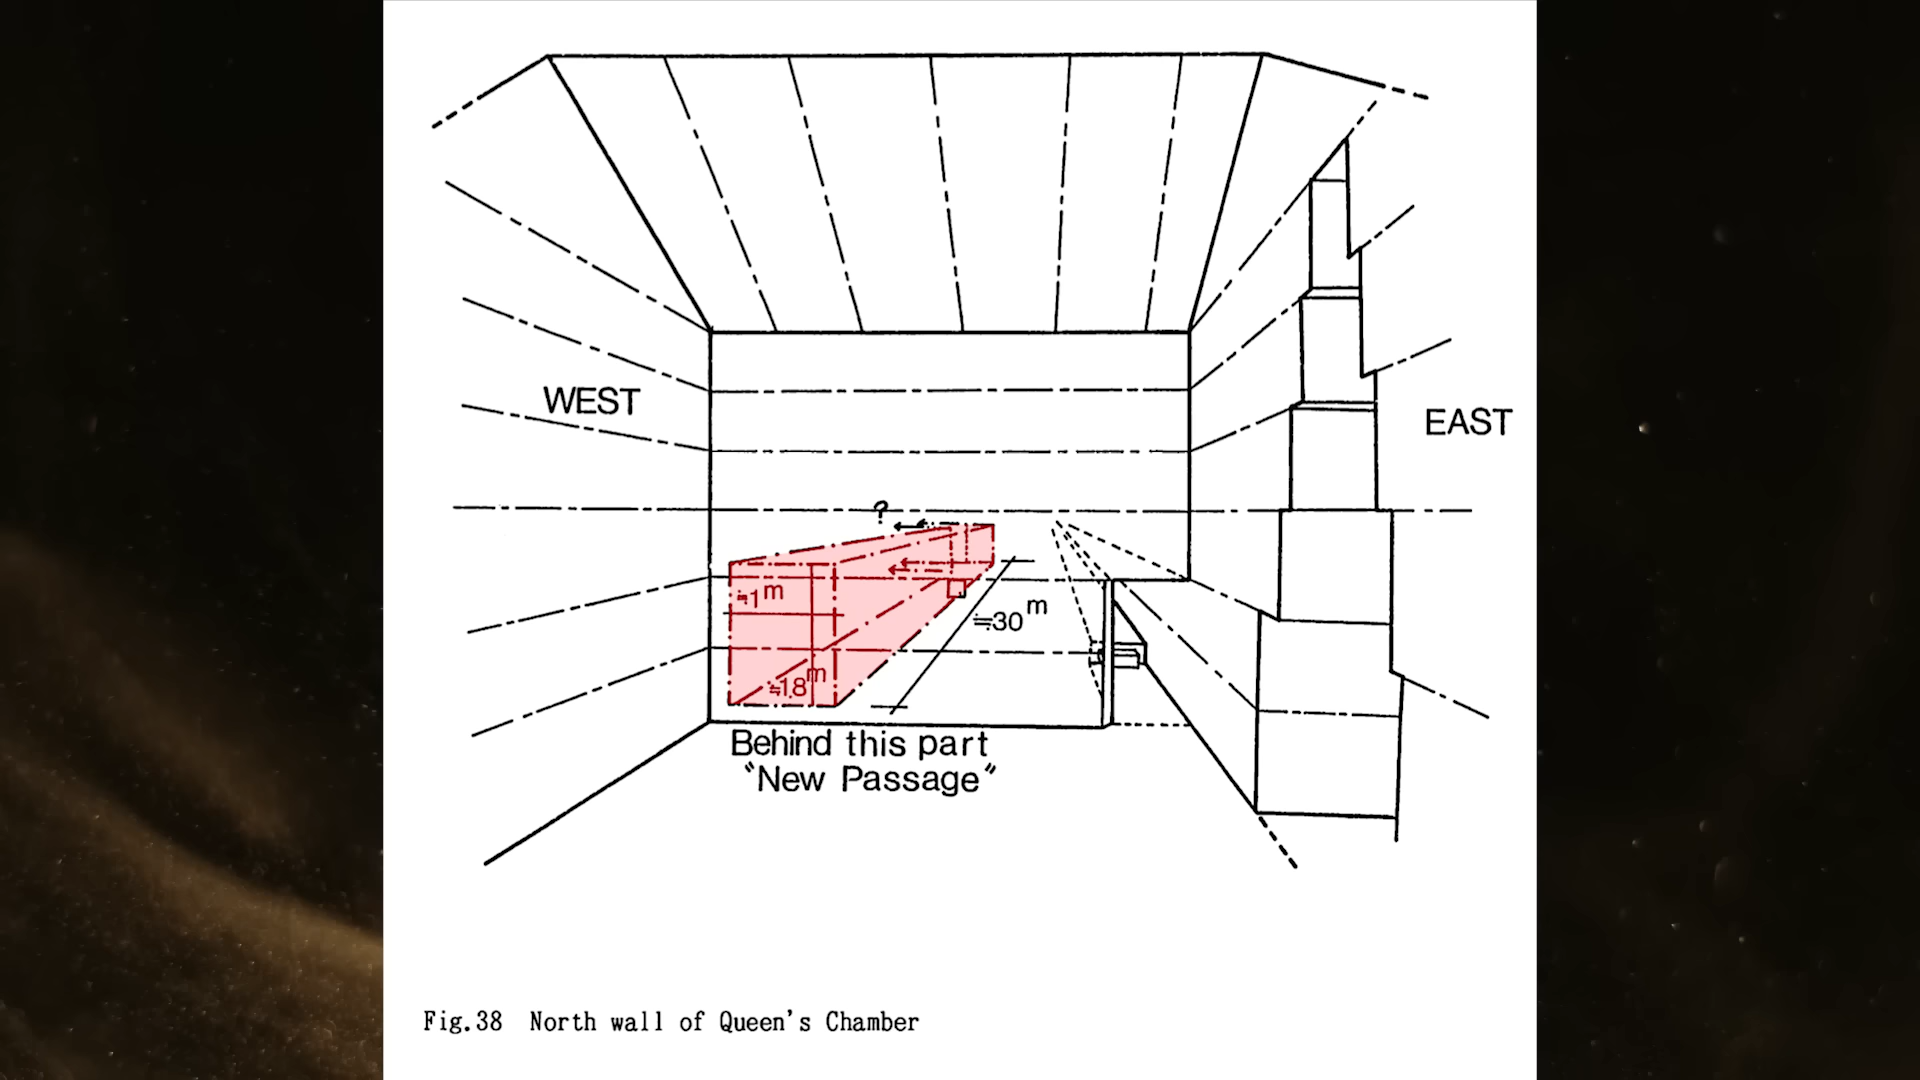 WEST
EAST
?
≒1m
≒30m
≒1.8m
Behind this part
"New Passage"
Fig.38 North wall of Queen's Chamber